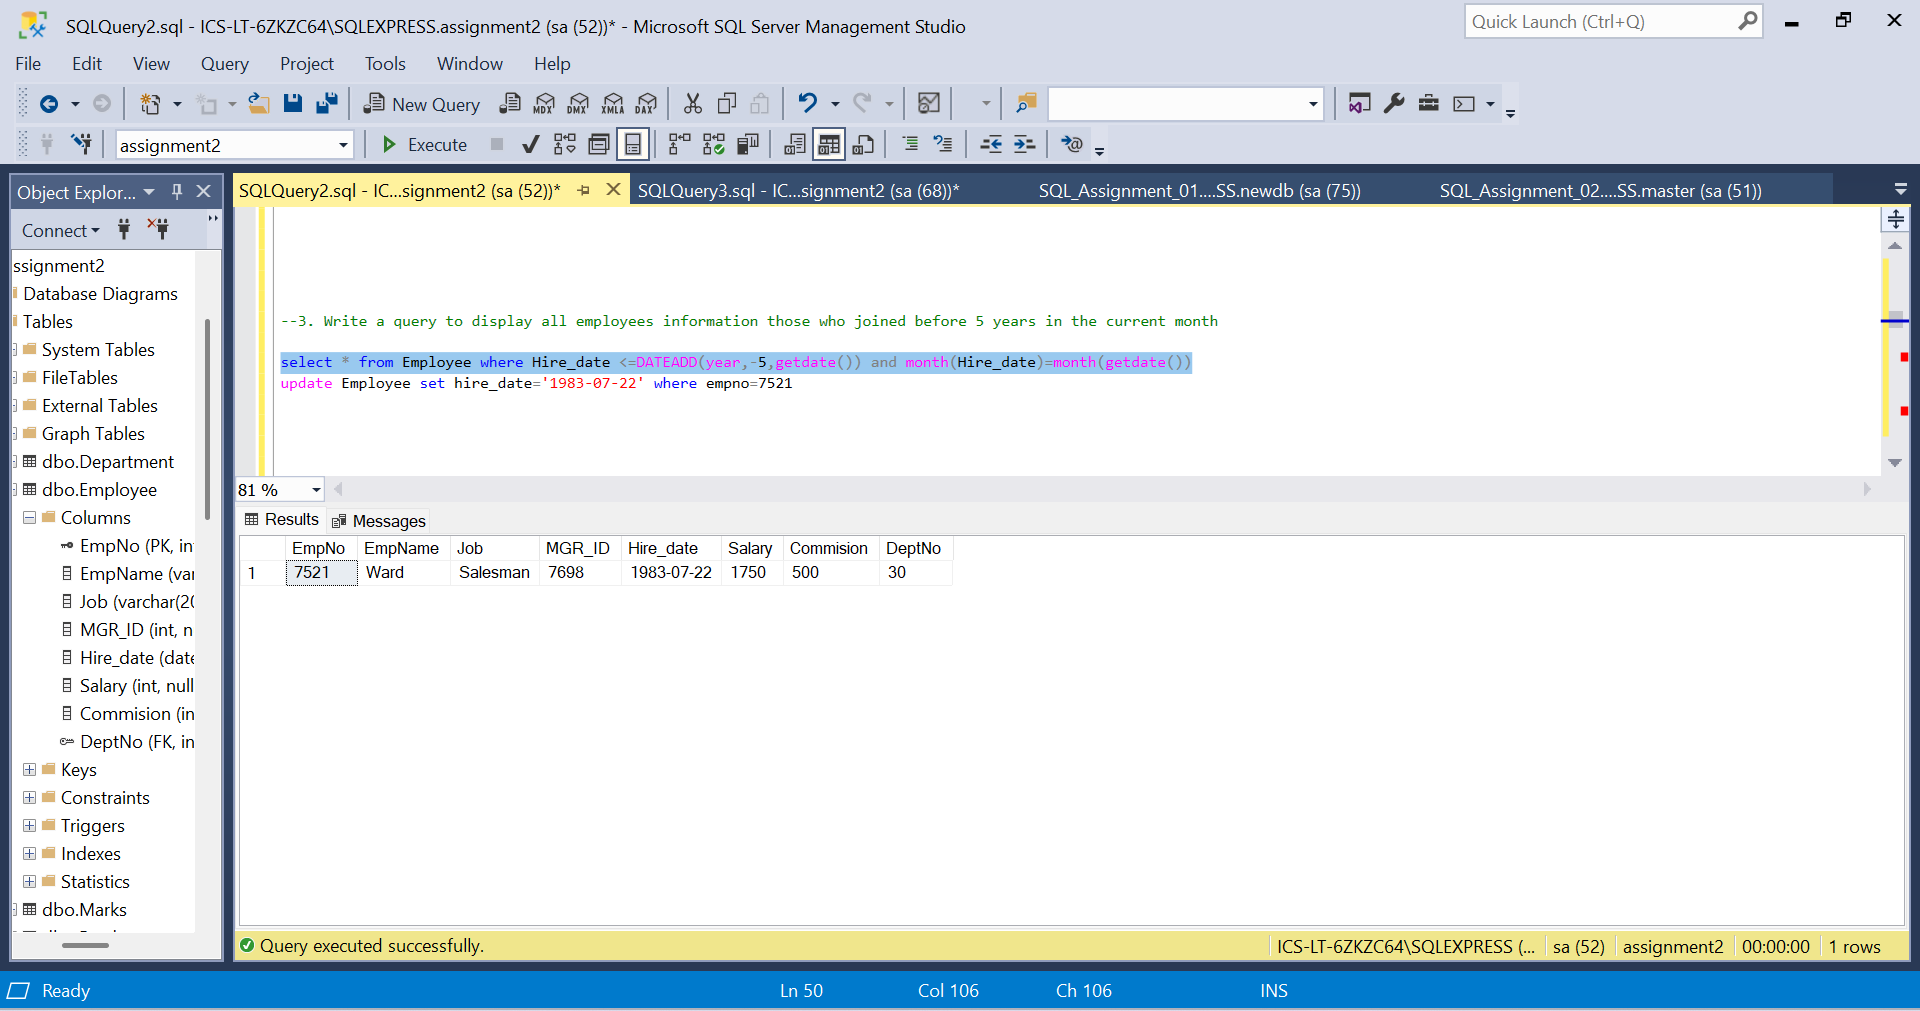 SQLQuery2.sql - ICS-LT-6ZKZC64\SQLEXPRESS.assignment2 (sa (52))* - Microsoft SQL Server Management Studio
Quick Launch (Ctrl+Q)
File Edit View Query Project Tools Window Help
New Query MDX DMX XMLA DAX
assignment2 Execute
Object Explor...
SQLQuery2.sql - IC...signment2 (sa (52))* SQLQuery3.sql - IC...signment2 (sa (68))* SQL_Assignment_01....SS.newdb (sa (75)) SQL_Assignment_02....SS.master (sa (51))
Connect
ssignment2
Database Diagrams
Tables
System Tables
FileTables
External Tables
Graph Tables
dbo.Department
dbo.Employee
Columns
EmpNo (PK, in
EmpName (var
Job (varchar(20
MGR_ID (int, n
Hire_date (date
Salary (int, null
Commision (in
DeptNo (FK, in
Keys
Constraints
Triggers
Indexes
Statistics
dbo.Marks
--3. Write a query to display all employees information those who joined before 5 years in the current month
select * from Employee where Hire_date <=DATEADD(year,-5,getdate()) and month(Hire_date)=month(getdate())
update Employee set hire_date='1983-07-22' where empno=7521
81 %
Results Messages
EmpNo EmpName Job MGR_ID Hire_date Salary Commision DeptNo
1 7521 Ward Salesman 7698 1983-07-22 1750 500 30
Query executed successfully. ICS-LT-6ZKZC64\SQLEXPRESS (... sa (52) assignment2 00:00:00 1 rows
Ready Ln 50 Col 106 Ch 106 INS